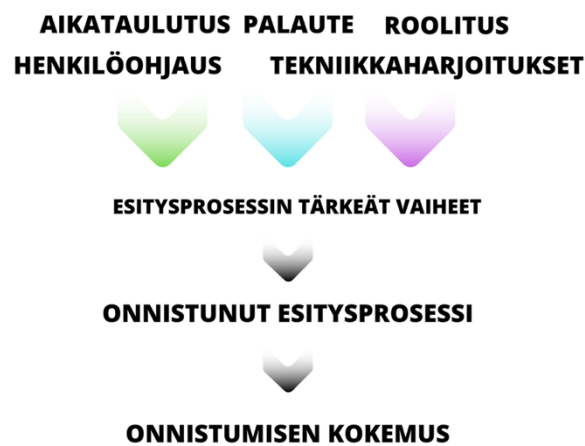 AIKATAULUTUS PALAUTE ROOLITUS
HENKILÖOHJAUS TEKNIIKKAHARJOITUKSET
ESITYSPROSESSIN TÄRKEÄT VAIHEET
ONNISTUNUT ESITYSPROSESSI
ONNISTUMISEN KOKEMUS